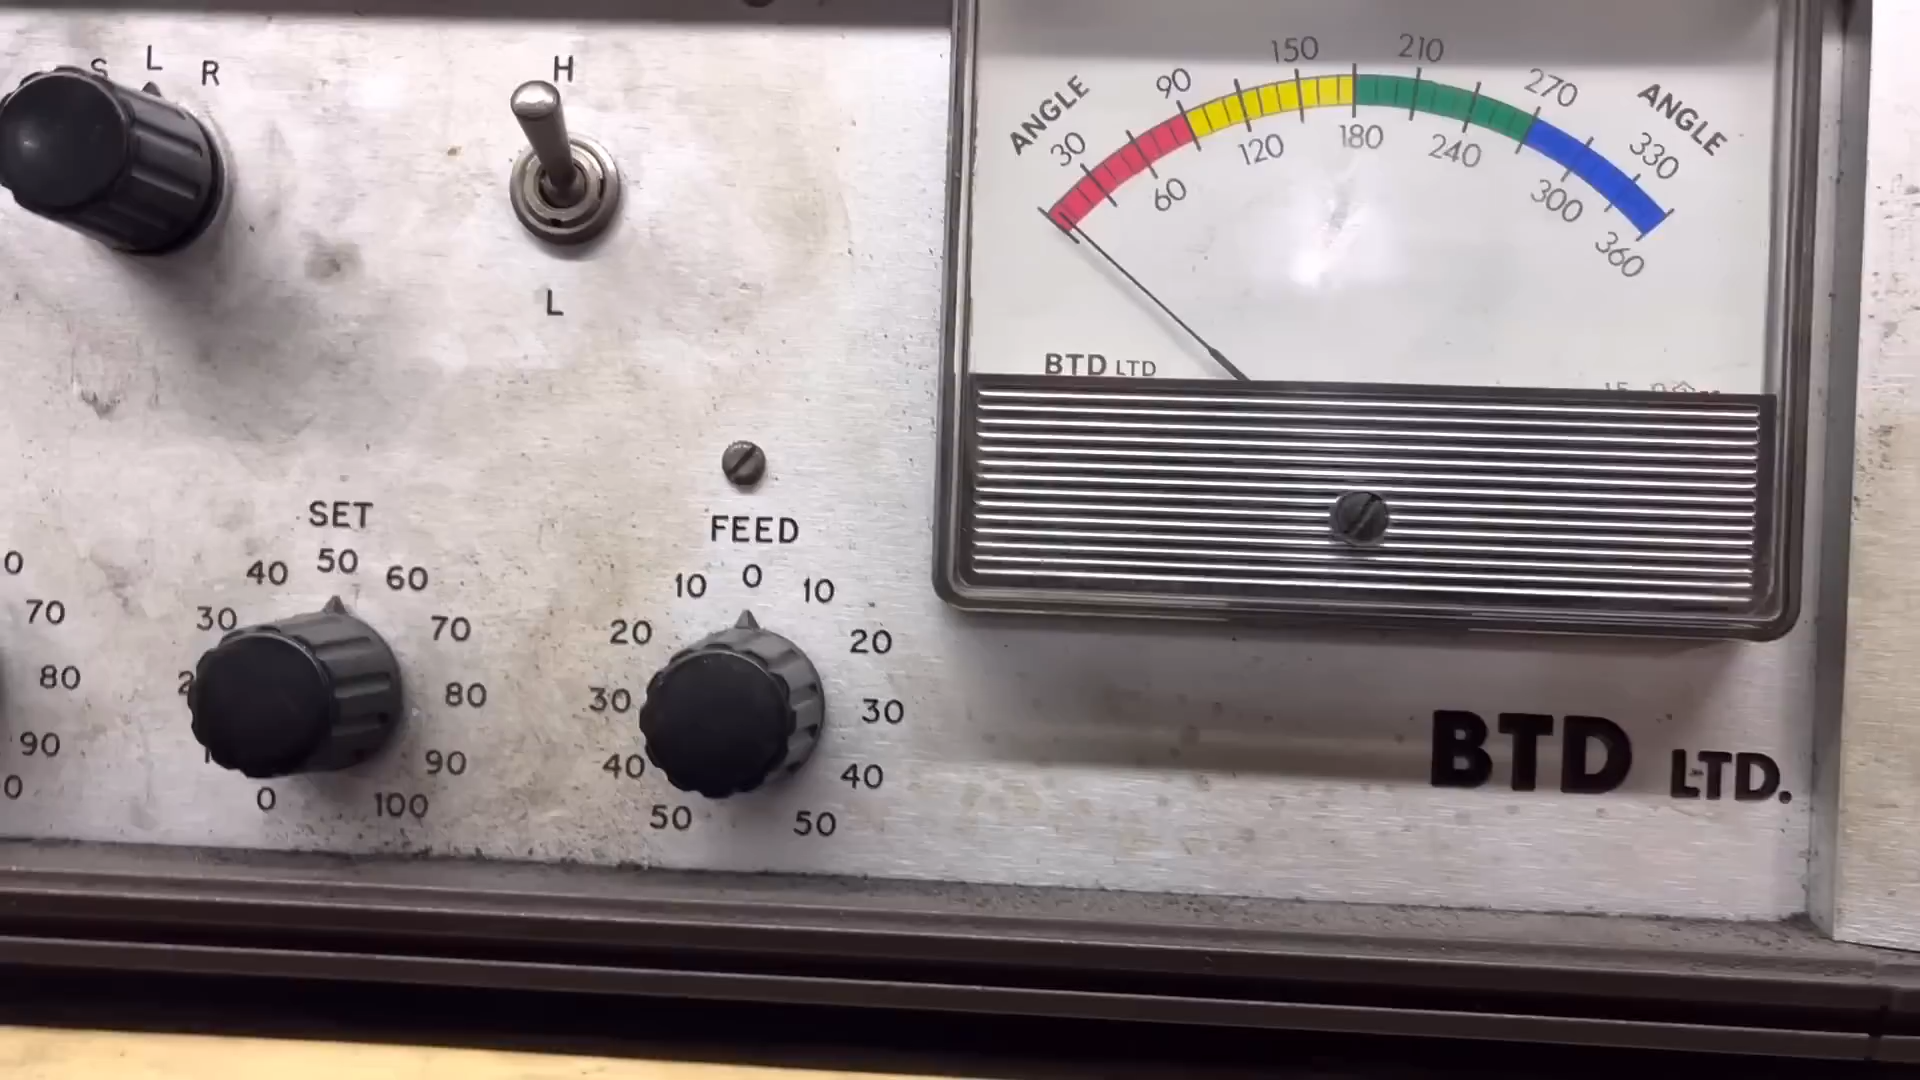 S L R
H
L
ANGLE 30 90 150 210 270 330 ANGLE
60 120 180 240 300 360
BTD LTD
SET
0 10 20 30 40 50 60 70 80 90 100
FEED
50 40 30 20 10 0 10 20 30 40 50
70
80
90
BTD LTD.